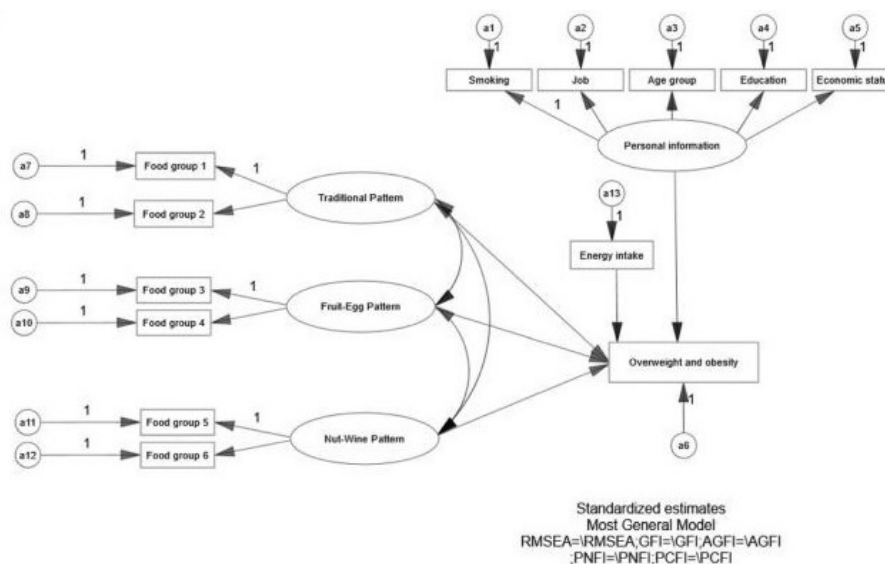 a1 a2 a3 a4 a5
1 1 1 1 1
Smoking Job Age group Education Economic statu
1
Personal information
a7 1 Food group 1 1
Traditional Pattern
a8 1 Food group 2
a13
1
Energy intake
a9 1 Food group 3 1
Fruit-Egg Pattern
a10 1 Food group 4
Overweight and obesity
1
a6
a11 1 Food group 5 1
Nut-Wine Pattern
a12 1 Food group 6
Standardized estimates
Most General Model
RMSEA=\RMSEA;GFI=\GFI;AGFI=\AGFI
;PNFI=\PNFI;PCFI=\PCFI